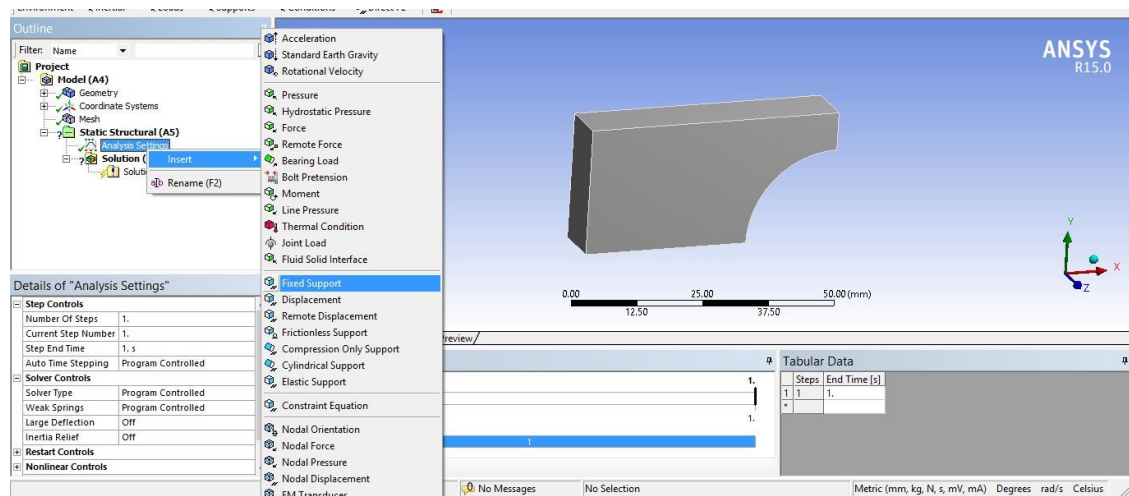 Outline
Filter: Name
Project
Model (A4)
Geometry
Coordinate Systems
Mesh
Static Structural (A5)
Analysis Settings
Solution (
Soluti
Insert
Rename (F2)
Acceleration
Standard Earth Gravity
Rotational Velocity
Pressure
Hydrostatic Pressure
Force
Remote Force
Bearing Load
Bolt Pretension
Moment
Line Pressure
Thermal Condition
Joint Load
Fluid Solid Interface
Fixed Support
Displacement
Remote Displacement
Frictionless Support
Compression Only Support
Cylindrical Support
Elastic Support
Constraint Equation
Nodal Orientation
Nodal Force
Nodal Pressure
Nodal Displacement
EM Transducer
ANSYS
R15.0
Y
X
Z
0.00 25.00 50.00 (mm)
12.50 37.50
Details of "Analysis Settings"
Step Controls
Number Of Steps 1.
Current Step Number 1.
Step End Time 1. s
Auto Time Stepping Program Controlled
Solver Controls
Solver Type Program Controlled
Weak Springs Program Controlled
Large Deflection Off
Inertia Relief Off
Restart Controls
Nonlinear Controls
review
1.
1.
1
Tabular Data
Steps End Time [s]
1 1 1.
*
No Messages No Selection Metric (mm, kg, N, s, mV, mA) Degrees rad/s Celsius